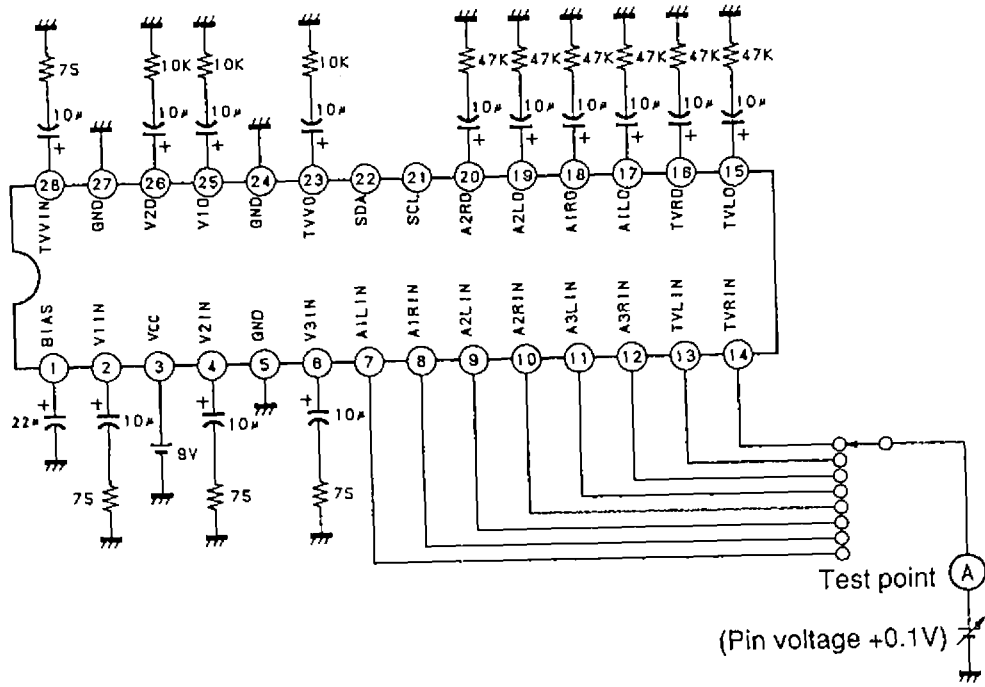 75 10K 10K 10K 47K 47K 47K 47K 47K 47K
10μ 10μ 10μ 10μ 10μ 10μ 10μ 10μ 10μ 10μ
+ + + + + + + + + +
28 27 26 25 24 23 22 21 20 19 18 17 16 15
TVVIN GND V2O V1O GND TVVO SDA SCL A2RO A2LO A1RO A1LO TVRO TVLO
BIAS V1IN VCC V2IN GND V3IN A1LIN A1RIN A2LIN A2RIN A3LIN A3RIN TVLIN TVRIN
1 2 3 4 5 6 7 8 9 10 11 12 13 14
+ + + +
22μ 10μ 9V 10μ 10μ
75 75 75
Test point A
(Pin voltage +0.1V)